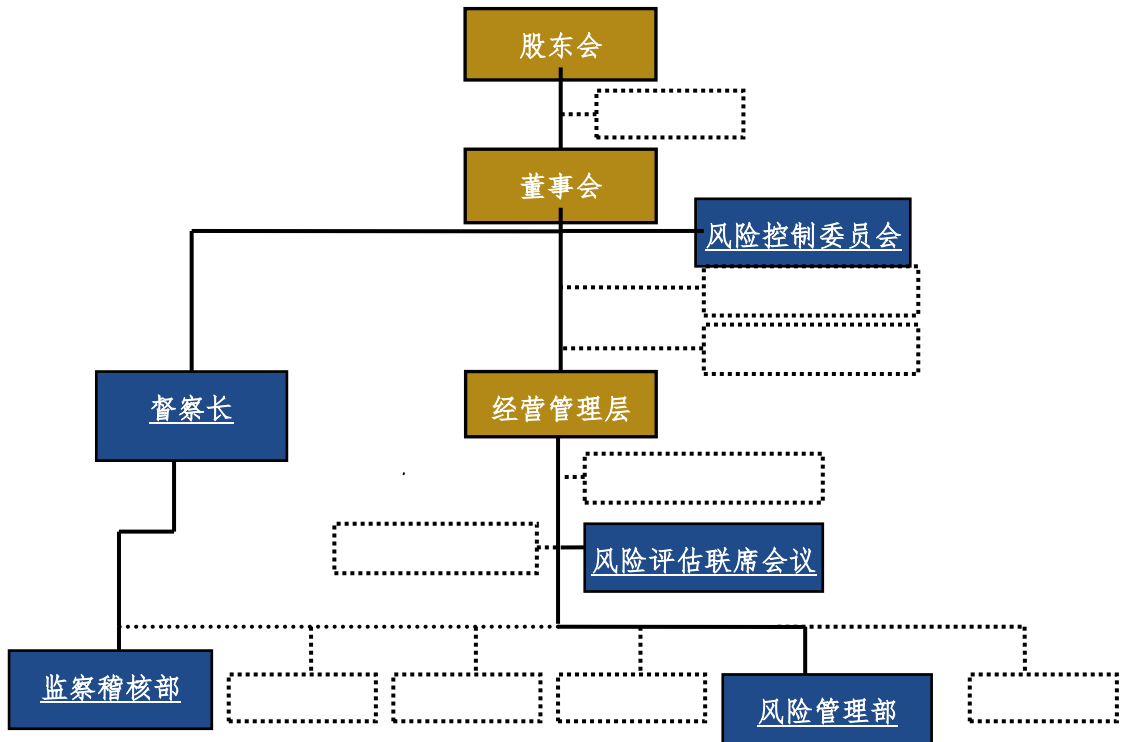 股东会
董事会
风险控制委员会
督察长
经营管理层
风险评估联席会议
监察稽核部
风险管理部